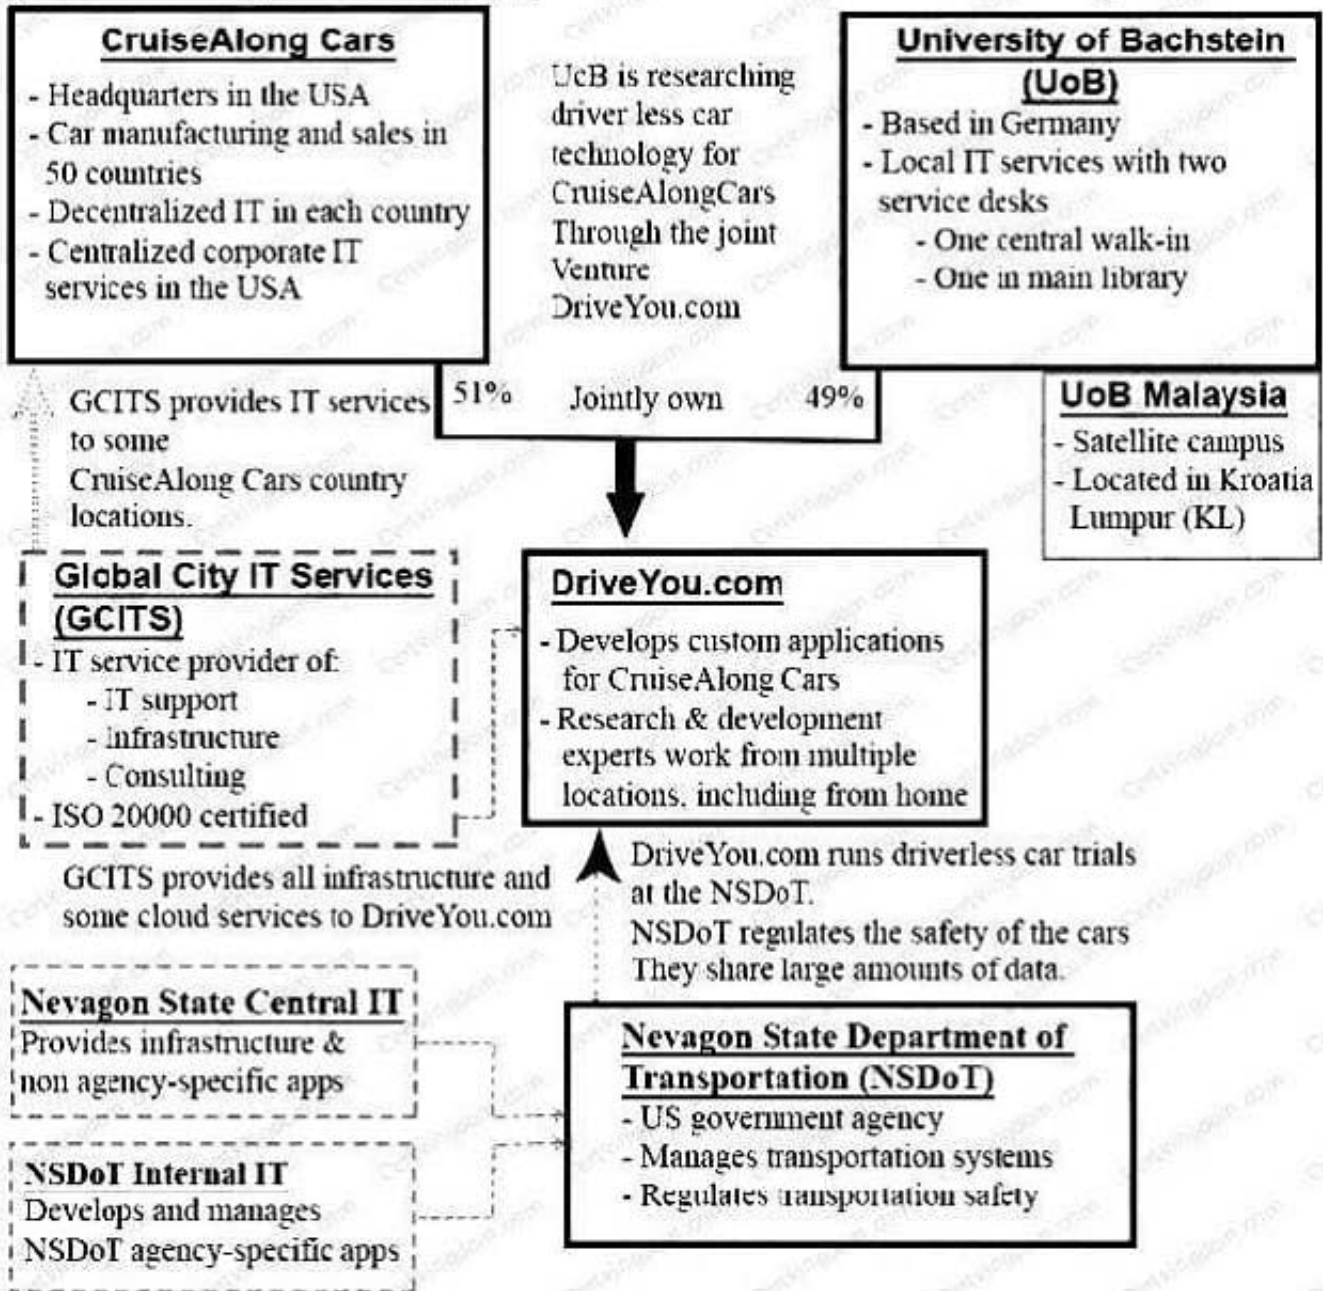 CruiseAlong Cars
- Headquarters in the USA
- Car manufacturing and sales in
50 countries
- Decentralized IT in each country
- Centralized corporate IT
services in the USA
UcB is researching
driver less car
technology for
CruiseAlongCars
Through the joint
Venture
DriveYou.com
University of Bachstein
(UoB)
- Based in Germany
- Local IT services with two
service desks
- One central walk-in
- One in main library
51% Jointly own 49%
UoB Malaysia
- Satellite campus
- Located in Kroatia
Lumpur (KL)
GCITS provides IT services
to some
CruiseAlong Cars country
locations.
Global City IT Services
(GCITS)
- IT service provider of:
- IT support
- Infrastructure
- Consulting
- ISO 20000 certified
DriveYou.com
- Develops custom applications
for CruiseAlong Cars
- Research & development
experts work from multiple
locations, including from home
GCITS provides all infrastructure and
some cloud services to DriveYou.com
DriveYou.com runs driverless car trials
at the NSDoT.
NSDoT regulates the safety of the cars
They share large amounts of data.
Nevagon State Central IT
Provides infrastructure &
non agency-specific apps
NSDoT Internal IT
Develops and manages
NSDoT agency-specific apps
Nevagon State Department of
Transportation (NSDoT)
- US government agency
- Manages transportation systems
- Regulates transportation safety